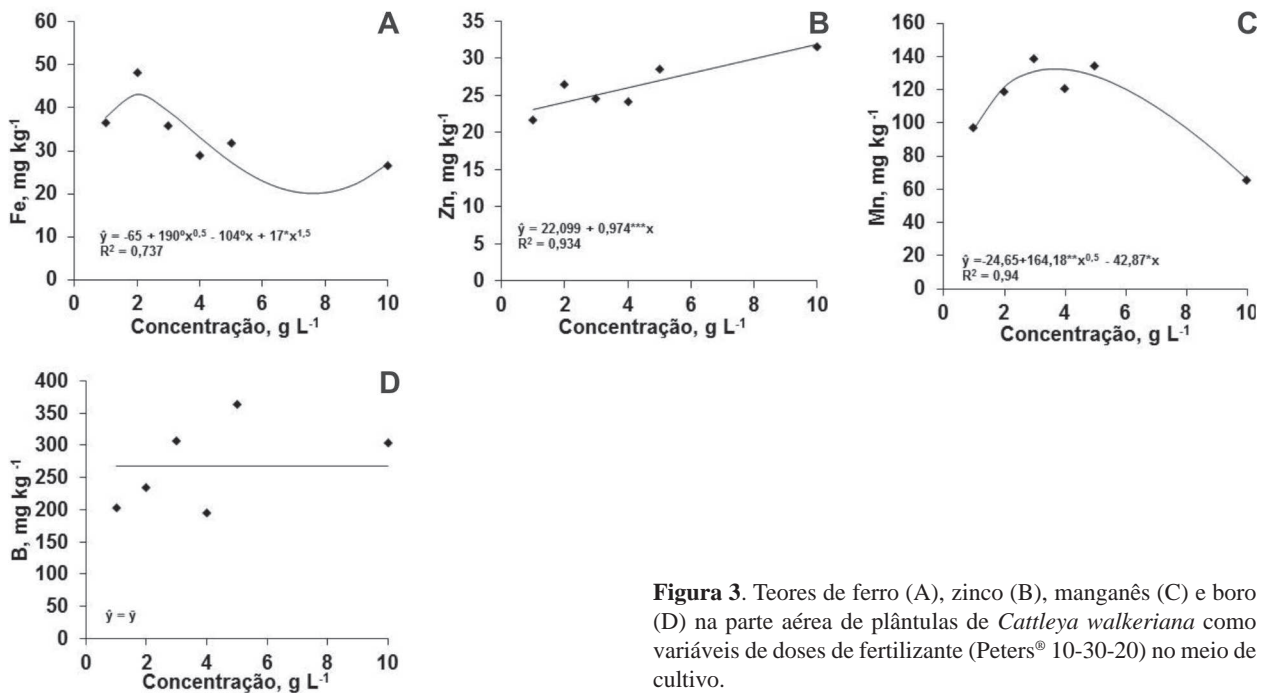 A
Fe, mg kg⁻¹
60
50
40
30
20
10
0
ŷ = -65 + 190ºx^0,5 - 104ºx + 17*x^1,5
R² = 0,737
0 2 4 6 8 10
Concentração, g L⁻¹
B
Zn, mg kg⁻¹
35
30
25
20
15
10
5
0
ŷ = 22,099 + 0,974***x
R² = 0,934
0 2 4 6 8 10
Concentração, g L⁻¹
C
Mn, mg kg⁻¹
160
140
120
100
80
60
40
20
0
ŷ =-24,65+164,18**x^0,5 - 42,87*x
R² = 0,94
0 2 4 6 8 10
Concentração, g L⁻¹
D
B, mg kg⁻¹
400
350
300
250
200
150
100
50
0
ŷ = ŷ
0 2 4 6 8 10
Concentração, g L⁻¹
Figura 3. Teores de ferro (A), zinco (B), manganês (C) e boro
(D) na parte aérea de plântulas de Cattleya walkeriana como
variáveis de doses de fertilizante (Peters® 10-30-20) no meio de
cultivo.